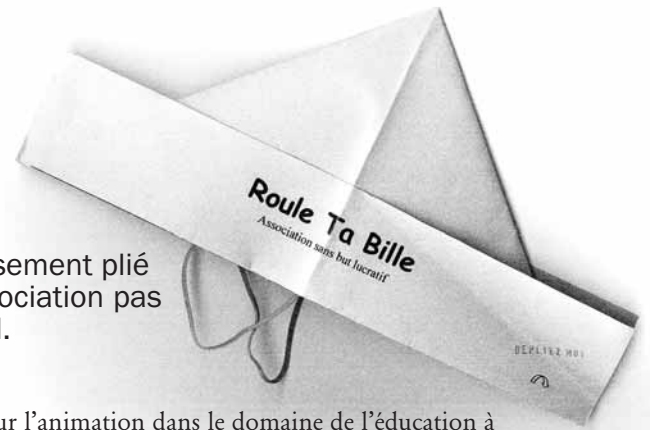 Roule Ta Bille
Association sans but lucratif
sement plié
ociation pas
.
DEPLIEZ MOI
ur l'animation dans le domaine de l'éducation à